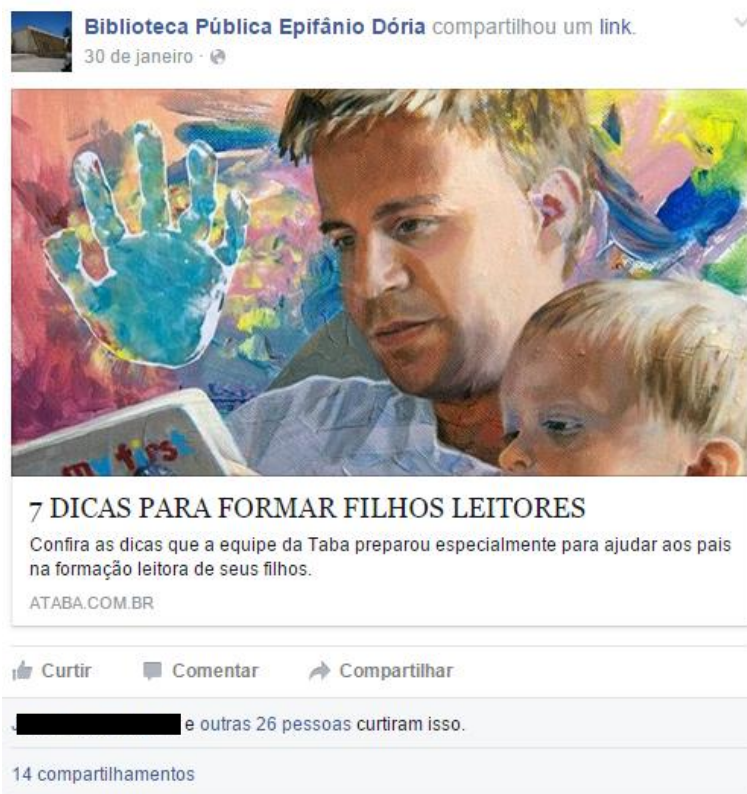 Biblioteca Pública Epifânio Dória compartilhou um link.
30 de janeiro ·
my first
7 DICAS PARA FORMAR FILHOS LEITORES
Confira as dicas que a equipe da Taba preparou especialmente para ajudar aos pais
na formação leitora de seus filhos.
ATABA.COM.BR
Curtir Comentar Compartilhar
e outras 26 pessoas curtiram isso.
14 compartilhamentos